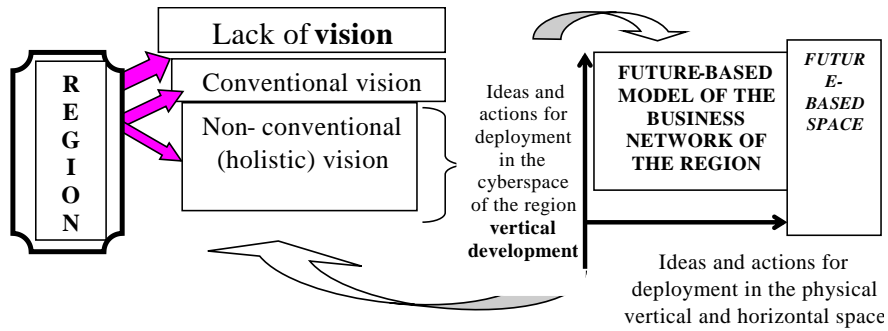 R
E
G
I
O
N
Lack of vision
Conventional vision
Non- conventional
(holistic) vision
Ideas and
actions for
deployment
in the
cyberspace
of the region
vertical
development
FUTURE-BASED
MODEL OF THE
BUSINESS
NETWORK OF
THE REGION
FUTUR
E-
BASED
SPACE
Ideas and actions for
deployment in the physical
vertical and horizontal space